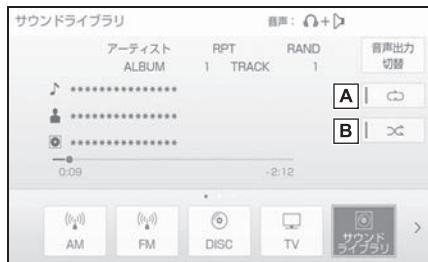 サウンドライブラリ 音声：
アーティスト RPT RAND
ALBUM 1 TRACK 1
音声出力
切替
A
B
0:09 -2:12
AM FM DISC TV サウンド
ライブラリ